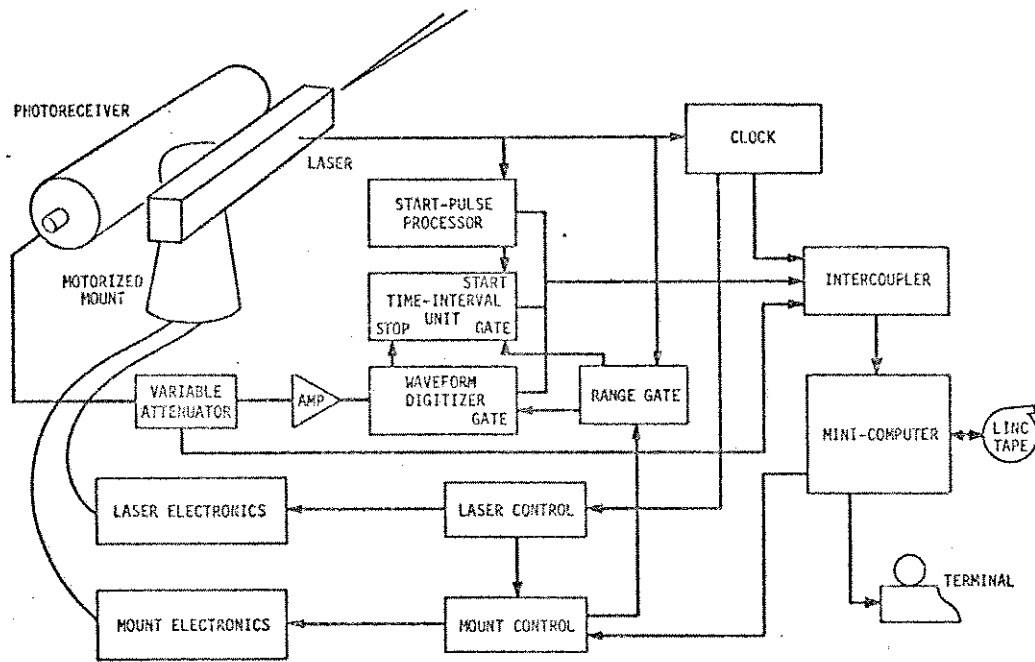 PHOTORECEIVER
LASER
CLOCK
START-PULSE
PROCESSOR
MOTORIZED
MOUNT
START
TIME-INTERVAL
UNIT
STOP
GATE
INTERCOUPLER
VARIABLE
ATTENUATOR
AMP
WAVEFORM
DIGITIZER
GATE
RANGE GATE
MINI-COMPUTER
LINC
TAPE
LASER ELECTRONICS
LASER CONTROL
TERMINAL
MOUNT ELECTRONICS
MOUNT CONTROL